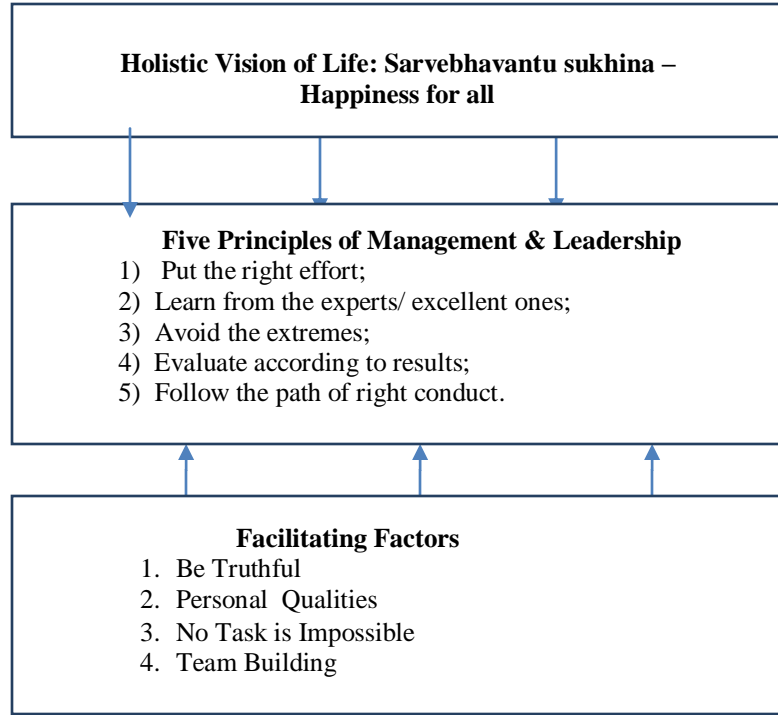 Holistic Vision of Life: Sarvebhavantu sukhina –
Happiness for all
Five Principles of Management & Leadership
1) Put the right effort;
2) Learn from the experts/ excellent ones;
3) Avoid the extremes;
4) Evaluate according to results;
5) Follow the path of right conduct.
Facilitating Factors
1. Be Truthful
2. Personal Qualities
3. No Task is Impossible
4. Team Building